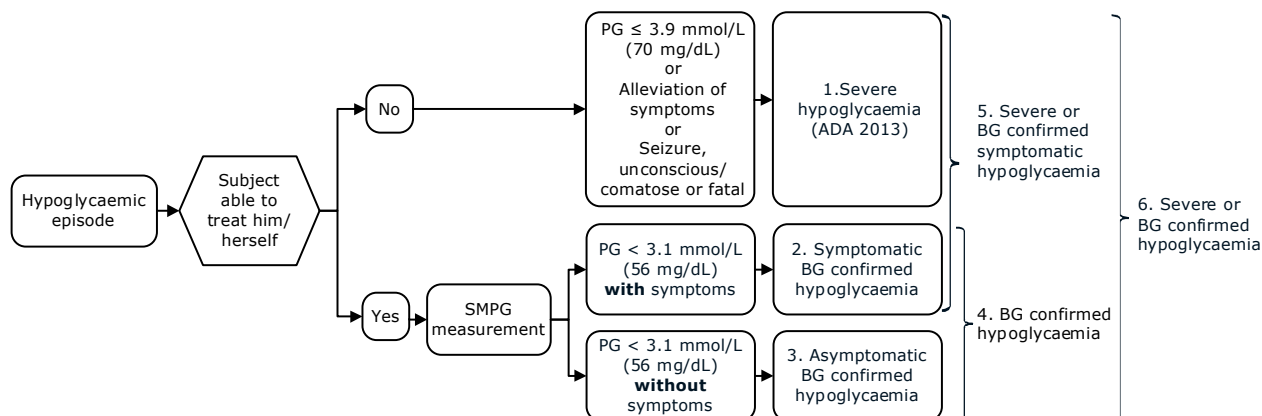 Hypoglycaemic
episode
Subject
able to
treat him/
herself
No
Yes
SMPG
measurement
PG ≤ 3.9 mmol/L
(70 mg/dL)
or
Alleviation of
symptoms
or
Seizure,
unconscious/
comatose or fatal
1.Severe
hypoglycaemia
(ADA 2013)
PG < 3.1 mmol/L
(56 mg/dL)
with symptoms
2. Symptomatic
BG confirmed
hypoglycaemia
PG < 3.1 mmol/L
(56 mg/dL)
without
symptoms
3. Asymptomatic
BG confirmed
hypoglycaemia
5. Severe or
BG confirmed
symptomatic
hypoglycaemia
4. BG confirmed
hypoglycaemia
6. Severe or
BG confirmed
hypoglycaemia